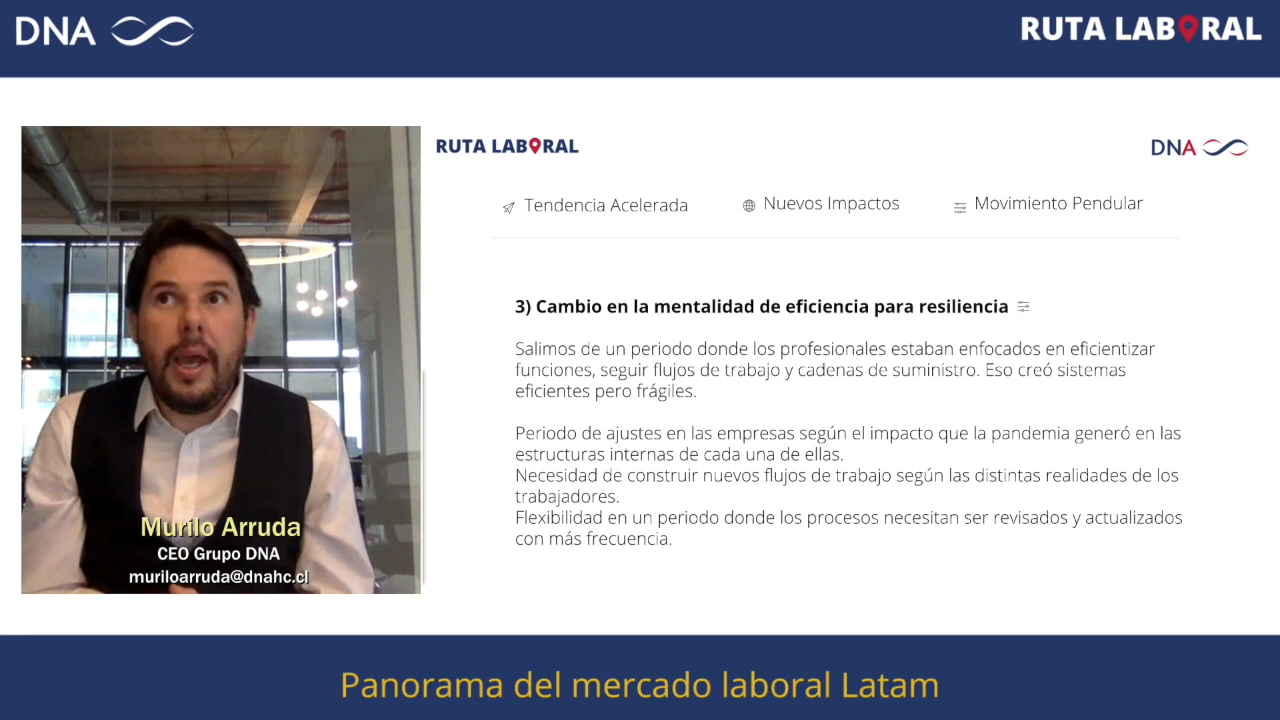 DNA
RUTA LABORAL
RUTA LABORAL
DNA
Tendencia Acelerada
Nuevos Impactos
Movimiento Pendular
3) Cambio en la mentalidad de eficiencia para resiliencia
Salimos de un periodo donde los profesionales estaban enfocados en eficientizar
funciones, seguir flujos de trabajo y cadenas de suministro. Eso creó sistemas
eficientes pero frágiles.
Periodo de ajustes en las empresas según el impacto que la pandemia generó en las
estructuras internas de cada una de ellas.
Necesidad de construir nuevos flujos de trabajo según las distintas realidades de los
trabajadores.
Flexibilidad en un periodo donde los procesos necesitan ser revisados y actualizados
con más frecuencia.
Murilo Arruda
CEO Grupo DNA
muriloarruda@dnahc.cl
Panorama del mercado laboral Latam